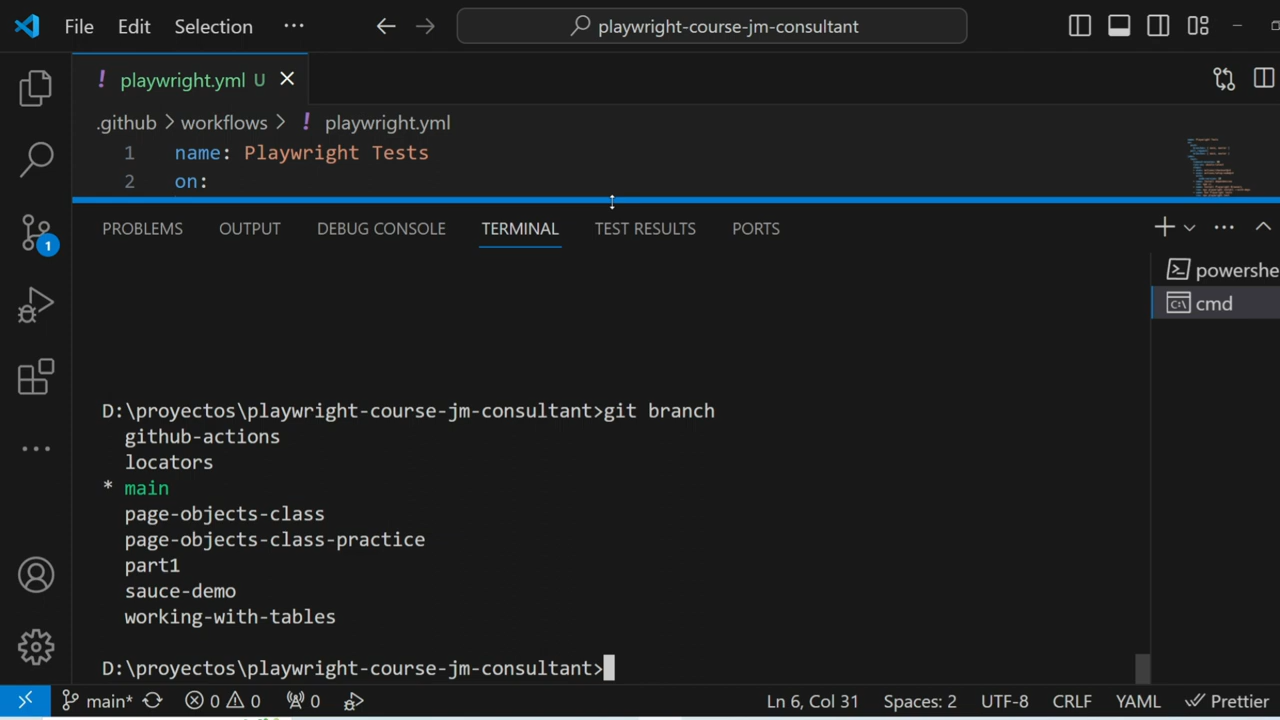 File Edit Selection ··· playwright-course-jm-consultant
! playwright.yml U
.github > workflows > ! playwright.yml
1 name: Playwright Tests
2 on:
PROBLEMS OUTPUT DEBUG CONSOLE TERMINAL TEST RESULTS PORTS
powershe
cmd
D:\proyectos\playwright-course-jm-consultant>git branch
github-actions
locators
* main
page-objects-class
page-objects-class-practice
part1
sauce-demo
working-with-tables
D:\proyectos\playwright-course-jm-consultant>
1
main* 0 0 0 Ln 6, Col 31 Spaces: 2 UTF-8 CRLF YAML Prettier